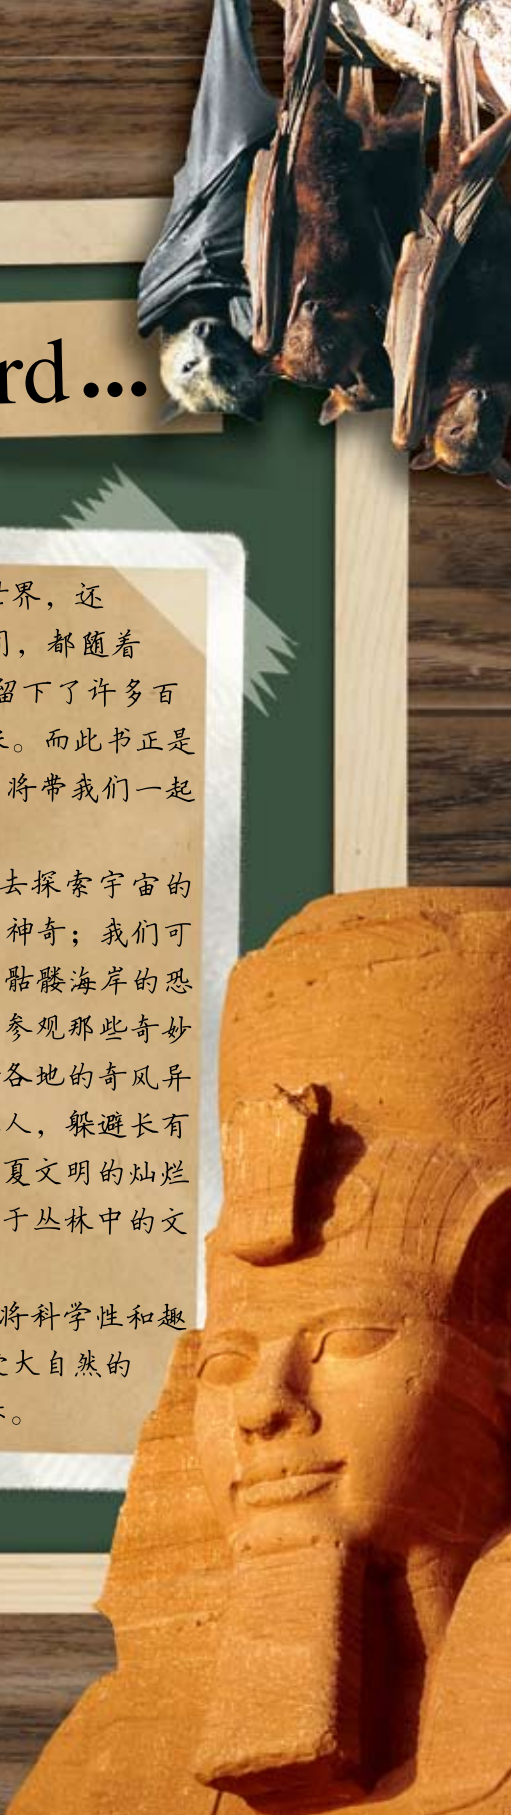 rd...
世界，还
，都随着
留下了许多百
。而此书正是
将带我们一起
去探索宇宙的
神奇；我们可
骷髅海岸的恐
参观那些奇妙
各地的奇风异
人，躲避长有
夏文明的灿烂
于丛林中的文
将科学性和趣
大自然的
。